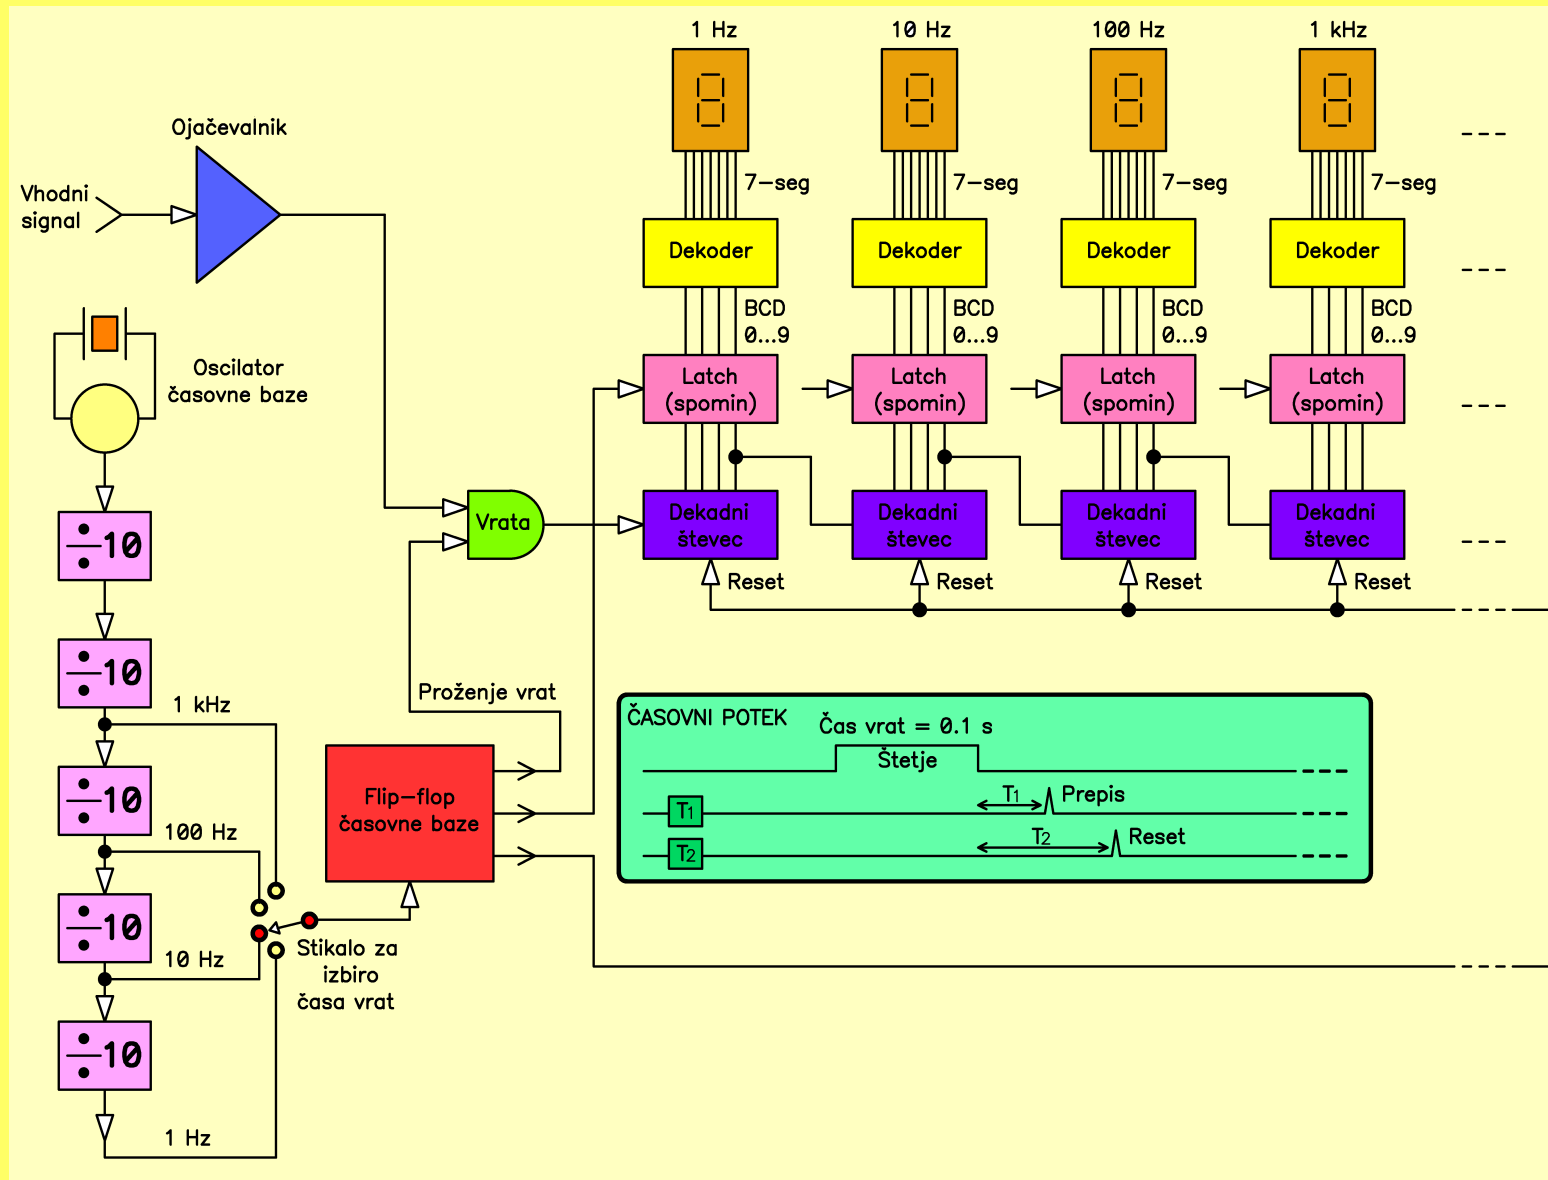 1 Hz
10 Hz
100 Hz
1 kHz
Ojačevalnik
Vhodni
signal
7-seg
7-seg
7-seg
7-seg
Dekoder
Dekoder
Dekoder
Dekoder
BCD
0...9
BCD
0...9
BCD
0...9
BCD
0...9
Oscilator
časovne baze
Latch
(spomin)
Latch
(spomin)
Latch
(spomin)
Latch
(spomin)
Vrata
Dekadni
števec
Dekadni
števec
Dekadni
števec
Dekadni
števec
Reset
Reset
Reset
Reset
÷10
÷10
÷10
÷10
÷10
1 kHz
100 Hz
10 Hz
1 Hz
Proženje vrat
Flip-flop
časovne baze
Stikalo za
izbiro
časa vrat
ČASOVNI POTEK
Čas vrat = 0.1 s
Štetje
T1
T1
Prepis
T2
T2
Reset